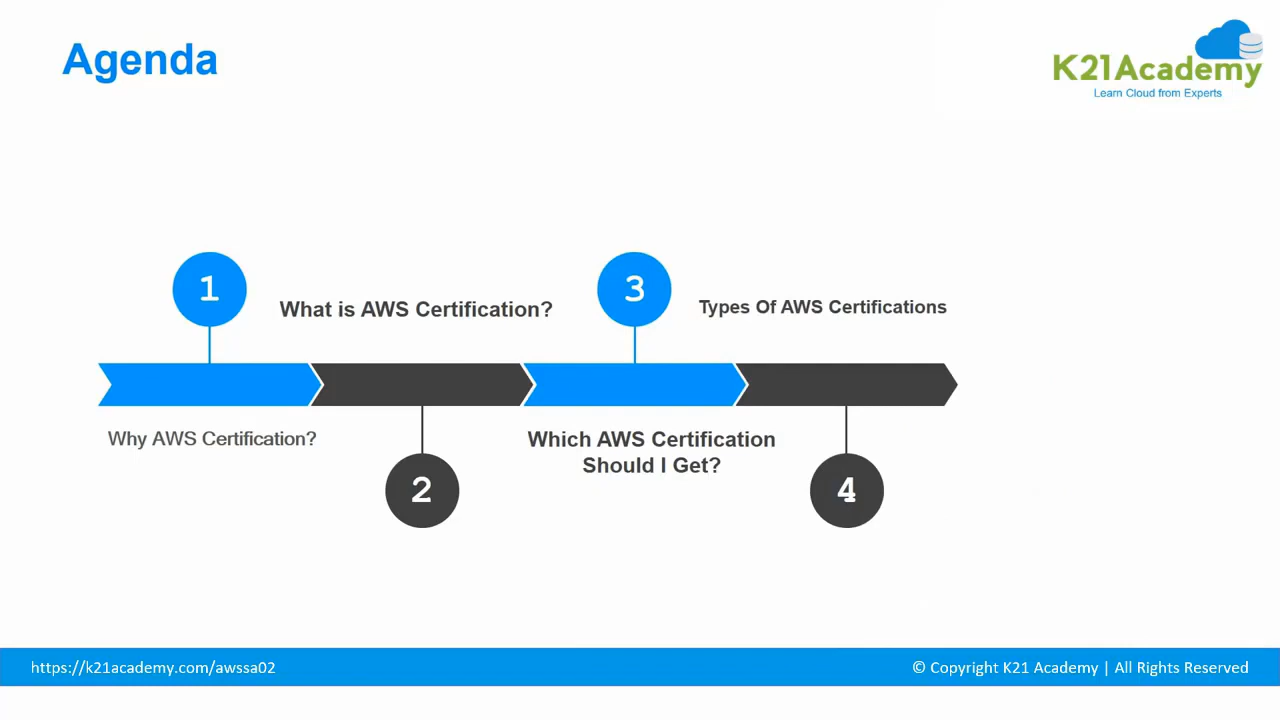 Agenda
K21Academy
Learn Cloud from Experts
1
What is AWS Certification?
3
Types Of AWS Certifications
Why AWS Certification?
2
Which AWS Certification
Should I Get?
4
https://k21academy.com/awssa02
© Copyright K21 Academy | All Rights Reserved